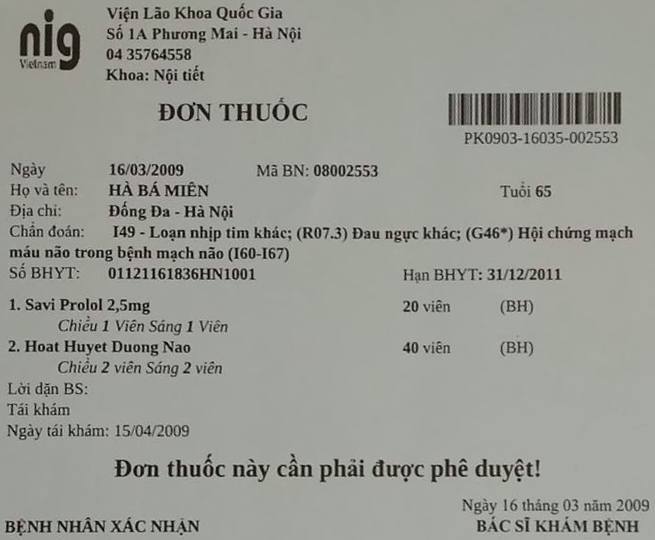 nig
Vietnam
Viện Lão Khoa Quốc Gia
Số 1A Phương Mai - Hà Nội
04 35764558
Khoa: Nội tiết
ĐƠN THUỐC
PK0903-16035-002553
Ngày 16/03/2009 Mã BN: 08002553
Họ và tên: HÀ BÁ MIÊN Tuổi 65
Địa chỉ: Đống Đa - Hà Nội
Chẩn đoán: I49 - Loạn nhịp tim khác; (R07.3) Đau ngực khác; (G46*) Hội chứng mạch
máu não trong bệnh mạch não (I60-I67)
Số BHYT: 01121161836HN1001 Hạn BHYT: 31/12/2011
1. Savi Prolol 2,5mg 20 viên (BH)
Chiều 1 Viên Sáng 1 Viên
2. Hoat Huyet Duong Nao 40 viên (BH)
Chiều 2 viên Sáng 2 viên
Lời dặn BS:
Tái khám
Ngày tái khám: 15/04/2009
Đơn thuốc này cần phải được phê duyệt!
Ngày 16 tháng 03 năm 2009
BỆNH NHÂN XÁC NHẬN BÁC SĨ KHÁM BỆNH